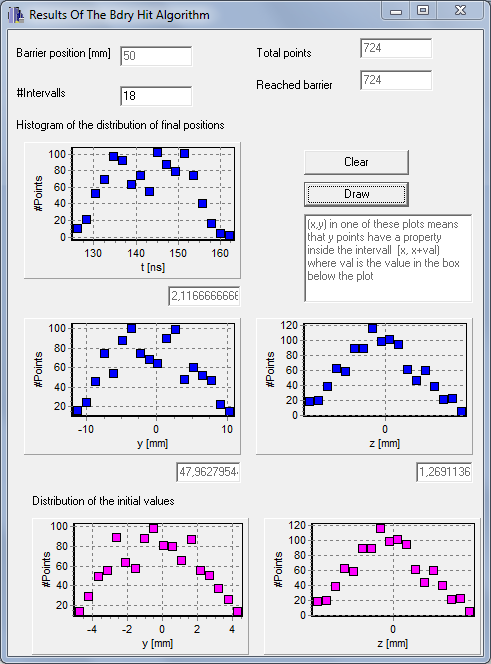 Results Of The Bdry Hit Algorithm
Barrier position [mm] 50
Total points 724
#Intervalls 18
Reached barrier 724
Histogram of the distribution of final positions
#Points
100
80
60
40
20
0
130 140 150 160
t [ns]
2,1166666666
Clear
Draw
(x,y) in one of these plots means
that y points have a property
inside the intervall [x, x+val)
where val is the value in the box
below the plot
#Points
100
80
60
40
20
-10 0 10
y [mm]
47,9627954
#Points
120
100
80
60
40
20
0
0
z [mm]
1,2691136
Distribution of the initial values
#Points
100
80
60
40
20
-4 -2 0 2 4
y [mm]
#Points
120
100
80
60
40
20
0
0
z [mm]